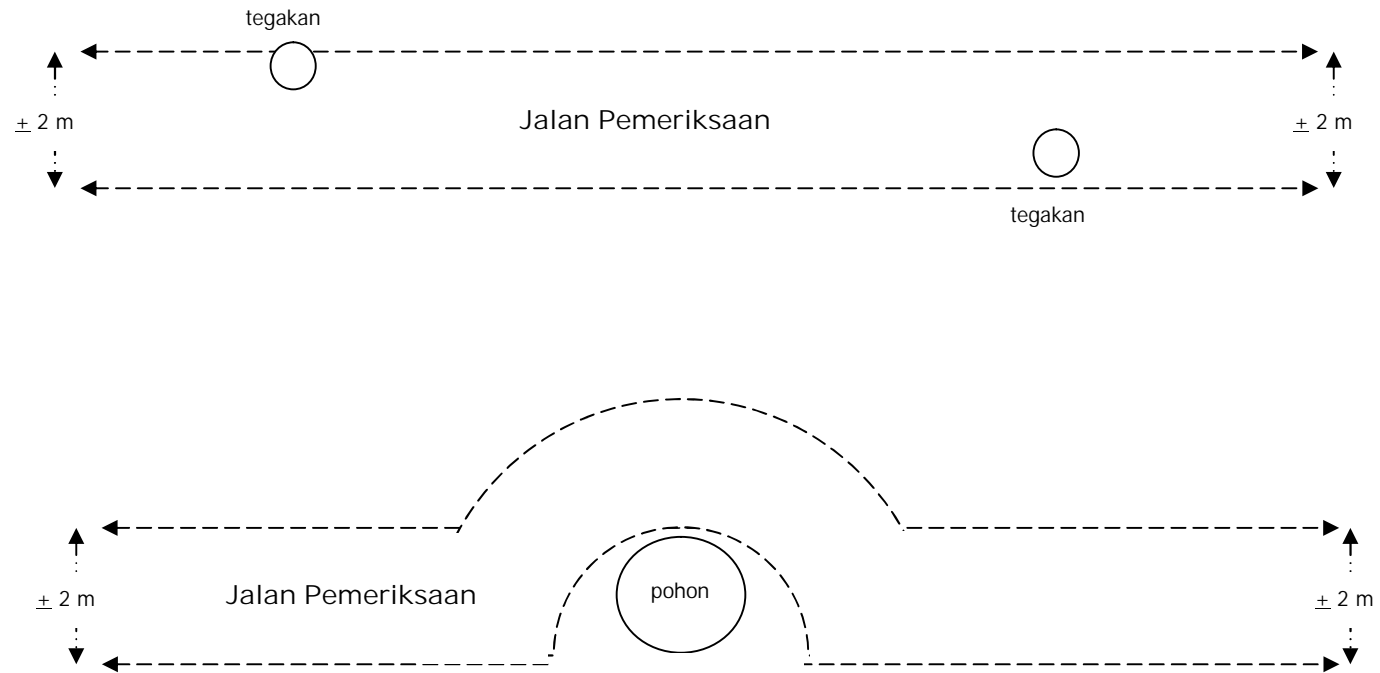 tegakan
± 2 m
Jalan Pemeriksaan
± 2 m
tegakan
± 2 m
Jalan Pemeriksaan
pohon
± 2 m